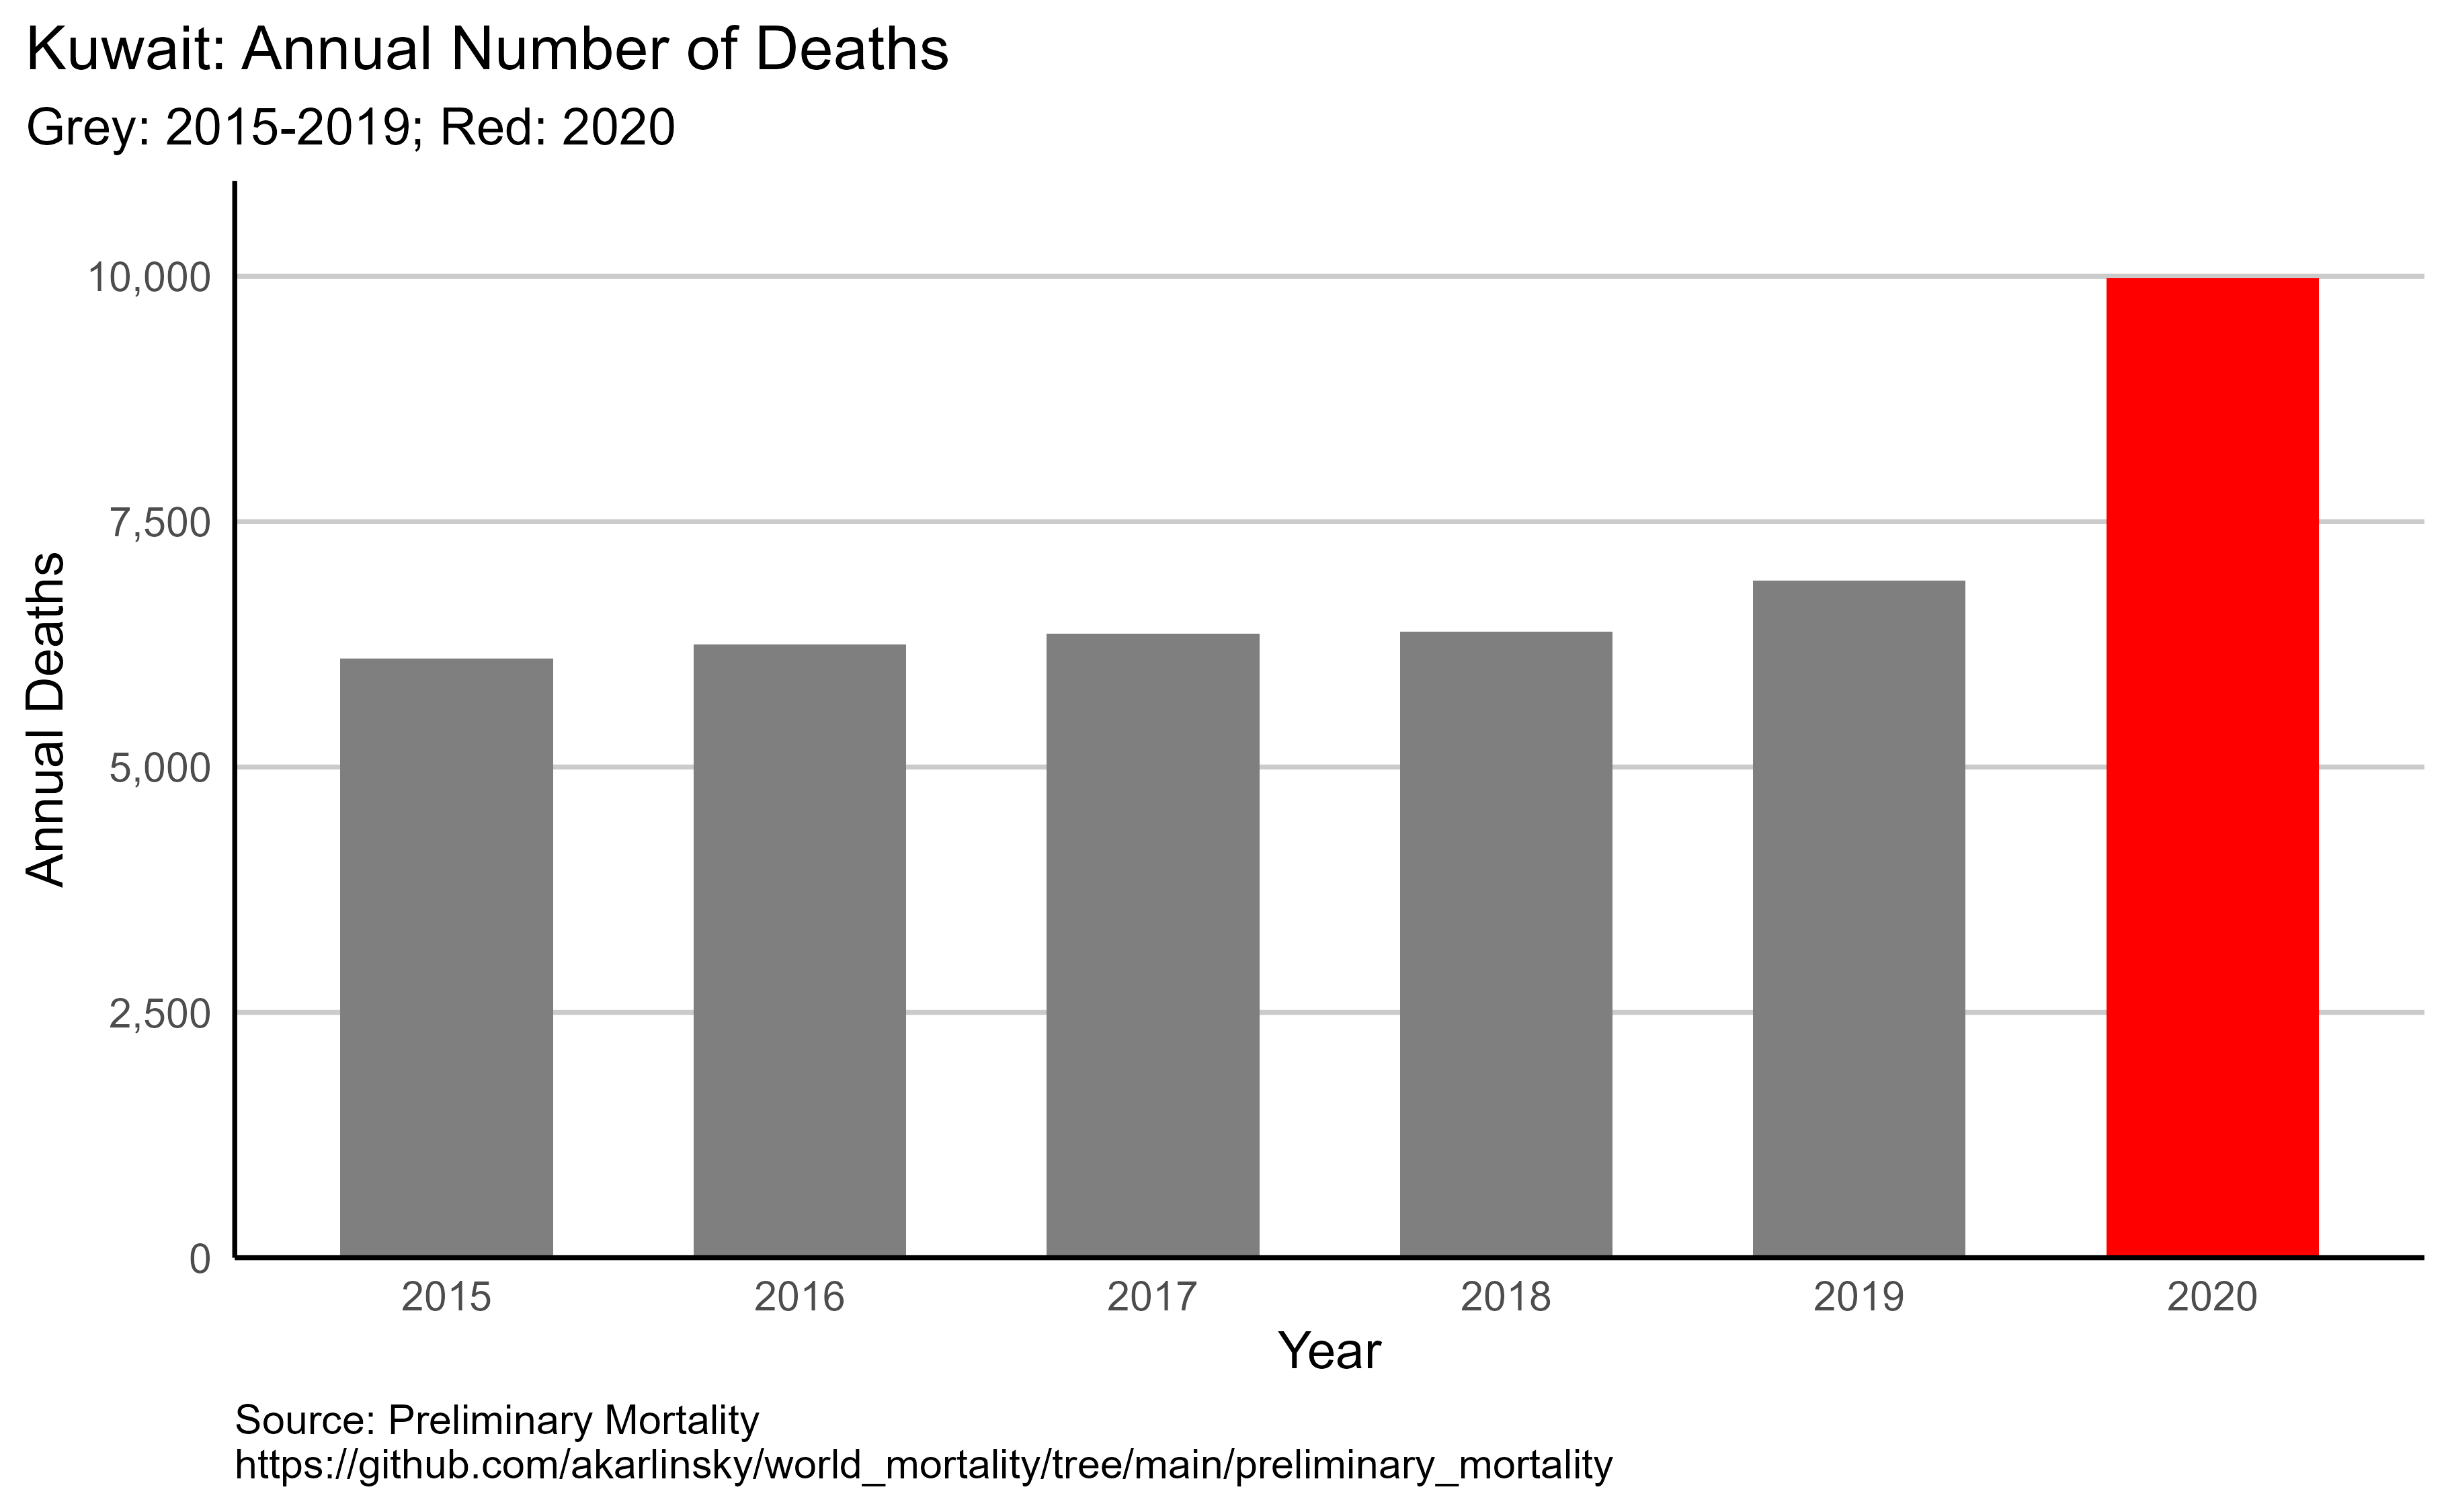 Kuwait: Annual Number of Deaths
Grey: 2015-2019; Red: 2020
Annual Deaths
10,000
7,500
5,000
2,500
0
2015 2016 2017 2018 2019 2020
Year
Source: Preliminary Mortality
https://github.com/akarlinsky/world_mortality/tree/main/preliminary_mortality